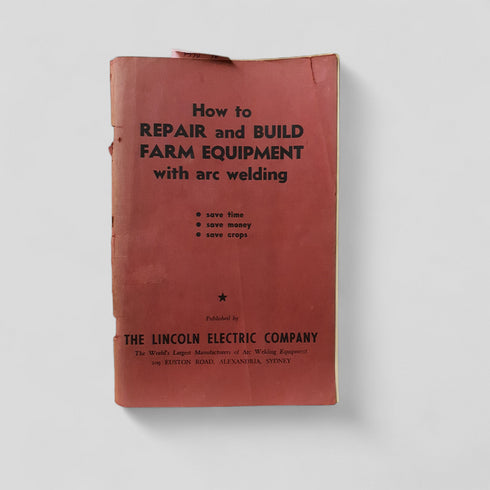 How to
REPAIR and BUILD
FARM EQUIPMENT
with arc welding
• save time
• save money
• save crops
★
Published by
THE LINCOLN ELECTRIC COMPANY
The World's Largest Manufacturers of Arc Welding Equipment
EUSTON ROAD, ALEXANDRIA, SYDNEY